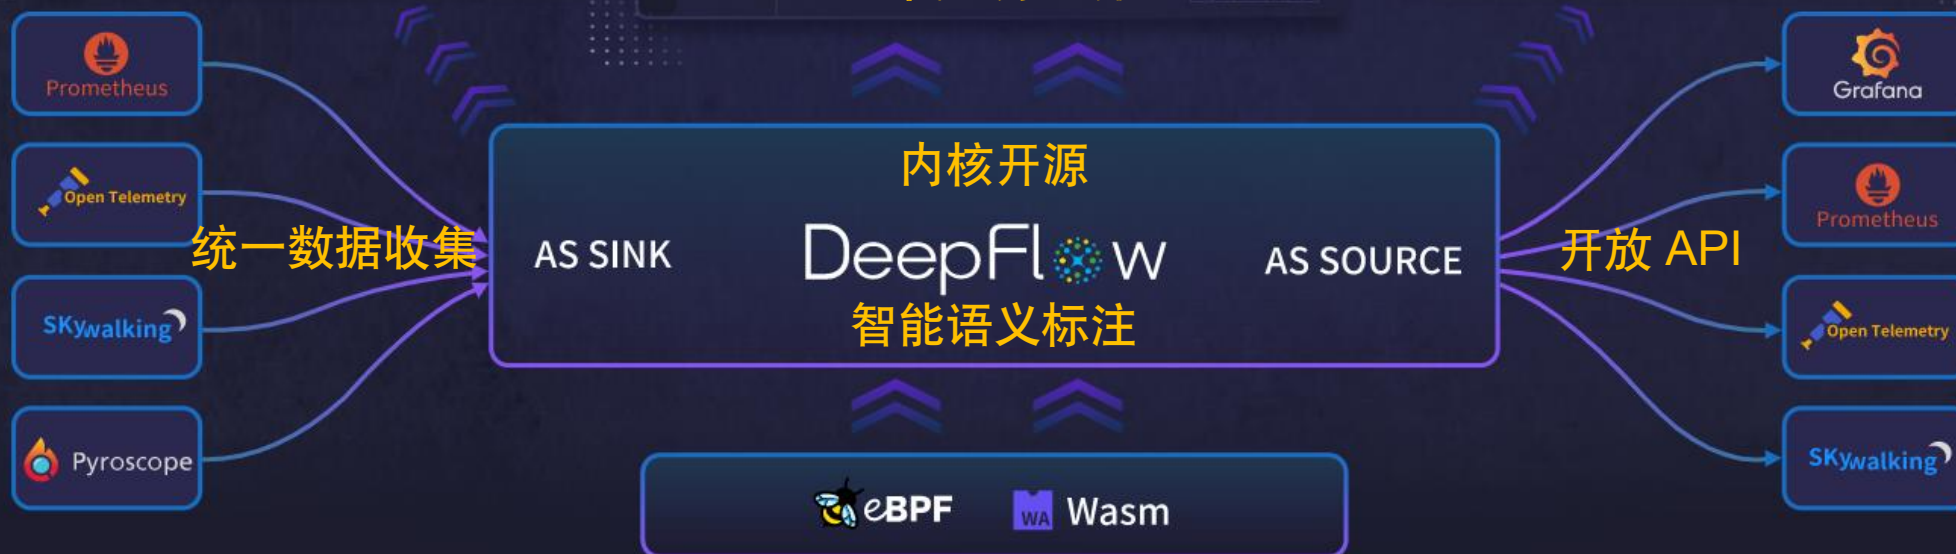 Prometheus
Open Telemetry
SKywalking
Pyroscope
统一数据收集
内核开源
AS SINK
DeepFlow
AS SOURCE
智能语义标注
eBPF
WA
Wasm
开放 API
Grafana
Prometheus
Open Telemetry
SKywalking